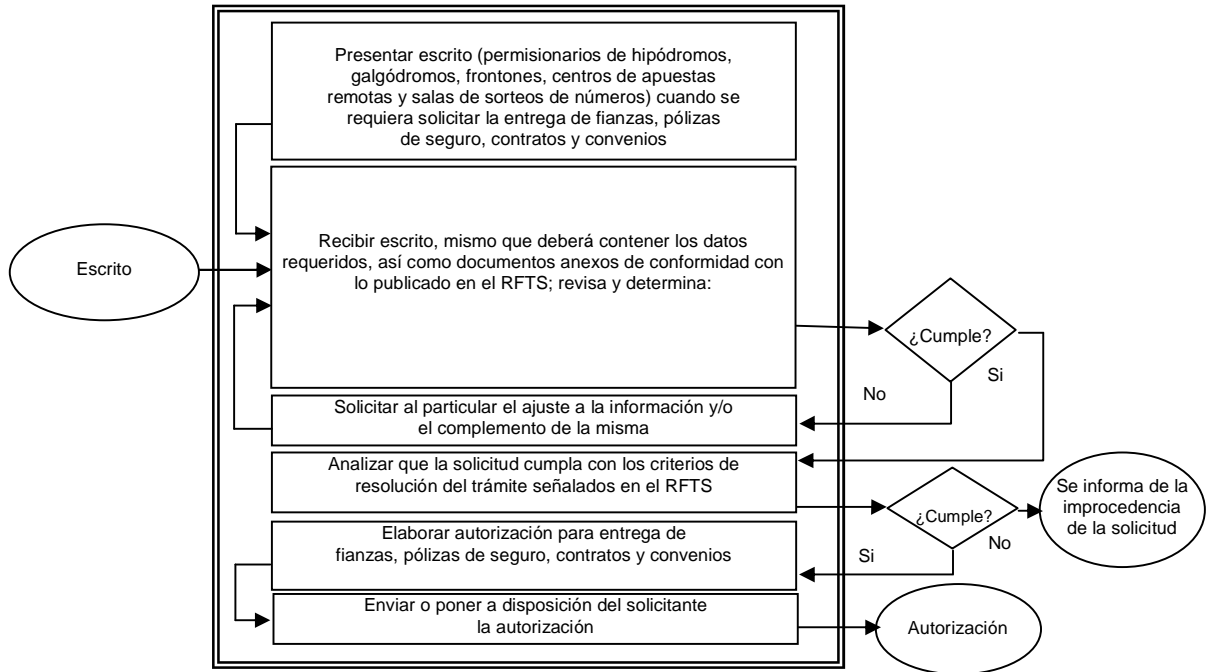 Presentar escrito (permisionarios de hipódromos,
galgódromos, frontones, centros de apuestas
remotas y salas de sorteos de números) cuando se
requiera solicitar la entrega de fianzas, pólizas
de seguro, contratos y convenios
Escrito
Recibir escrito, mismo que deberá contener los datos
requeridos, así como documentos anexos de conformidad con
lo publicado en el RFTS; revisa y determina:
¿Cumple?
Si
No
Solicitar al particular el ajuste a la información y/o
el complemento de la misma
Analizar que la solicitud cumpla con los criterios de
resolución del trámite señalados en el RFTS
¿Cumple?
Se informa de la
improcedencia
de la solicitud
No
Si
Elaborar autorización para entrega de
fianzas, pólizas de seguro, contratos y convenios
Enviar o poner a disposición del solicitante
la autorización
Autorización